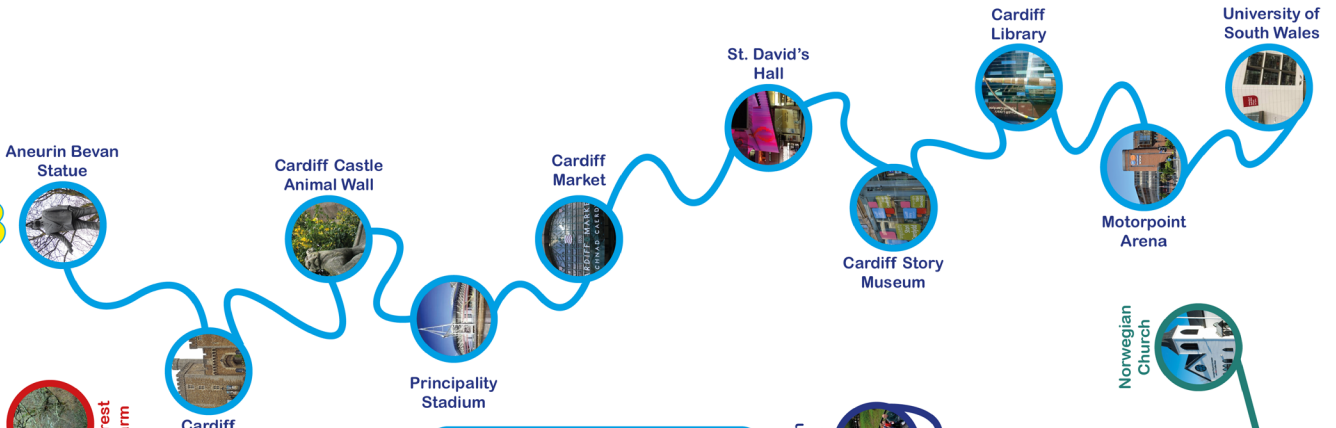 Aneurin Bevan
Statue
Cardiff
Cardiff Castle
Animal Wall
Principality
Stadium
Cardiff
Market
St. David's
Hall
Cardiff Story
Museum
Cardiff
Library
Motorpoint
Arena
University of
South Wales
Norwegian
Church